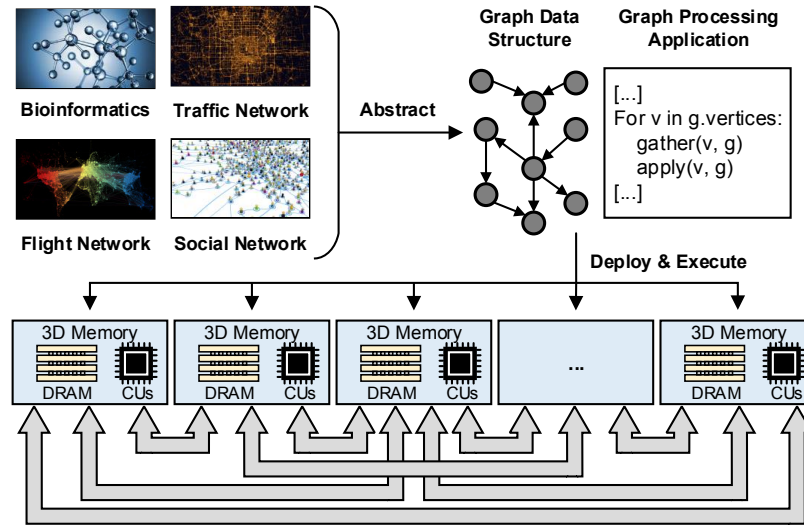 Bioinformatics
Traffic Network
Flight Network
Social Network
Abstract
Graph Data
Structure
Graph Processing
Application
[...]
For v in g.vertices:
gather(v, g)
apply(v, g)
[...]
Deploy & Execute
3D Memory
DRAM
CUs
3D Memory
DRAM
CUs
3D Memory
DRAM
CUs
...
3D Memory
DRAM
CUs